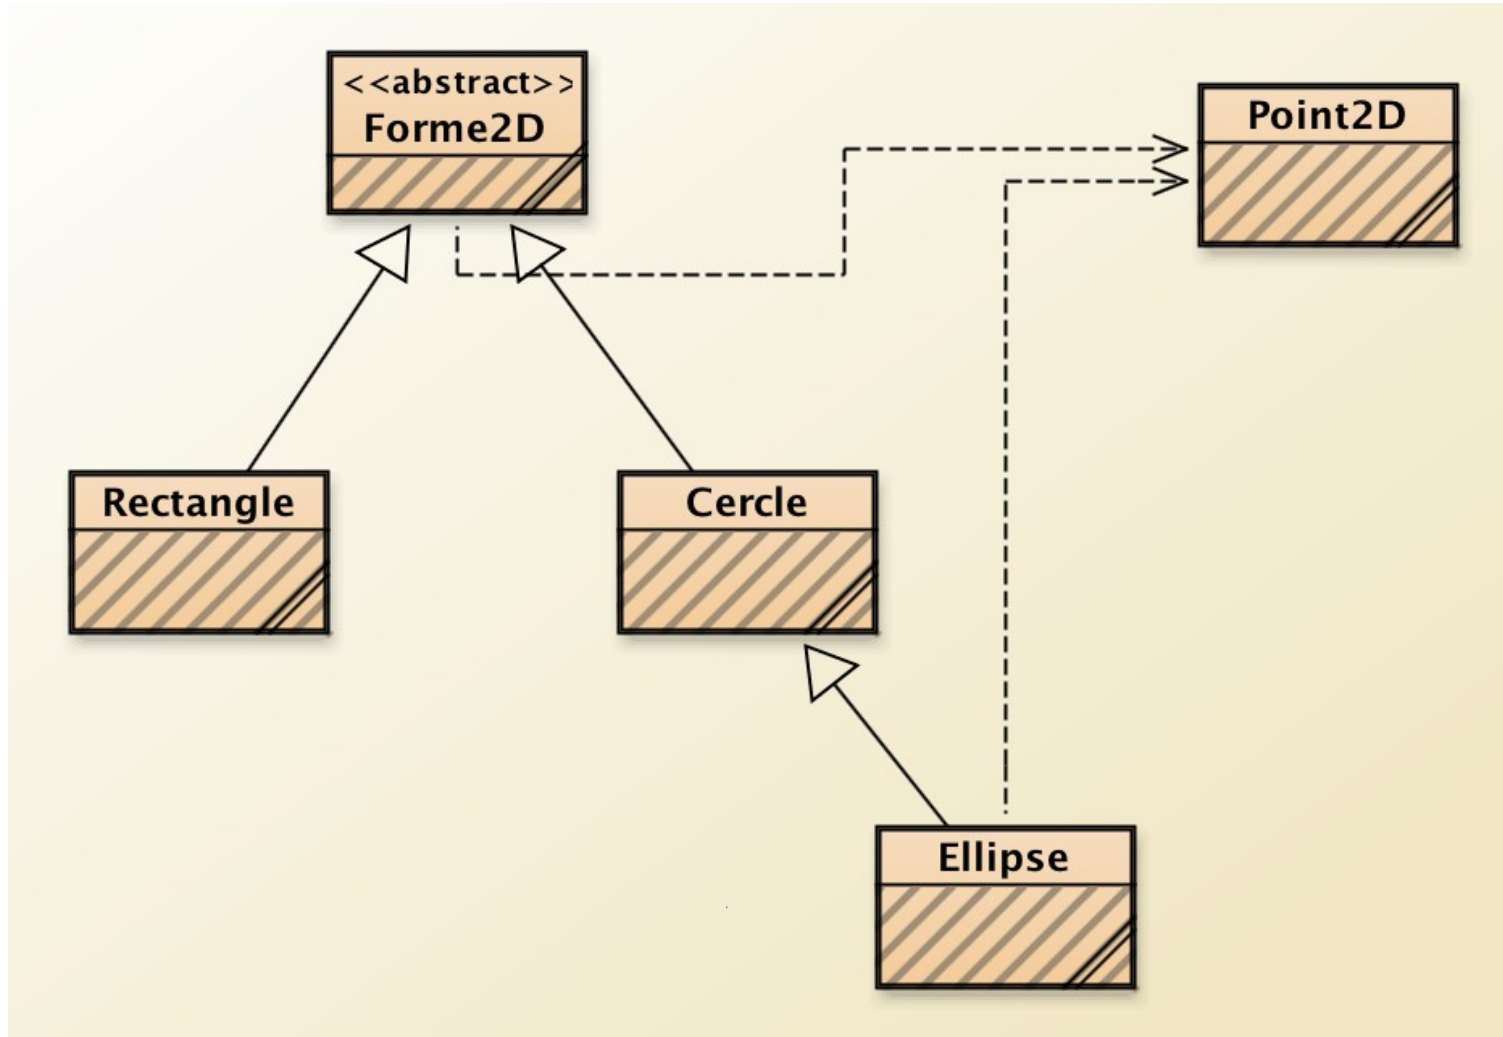 <<abstract>>
Forme2D
Point2D
Rectangle
Cercle
Ellipse